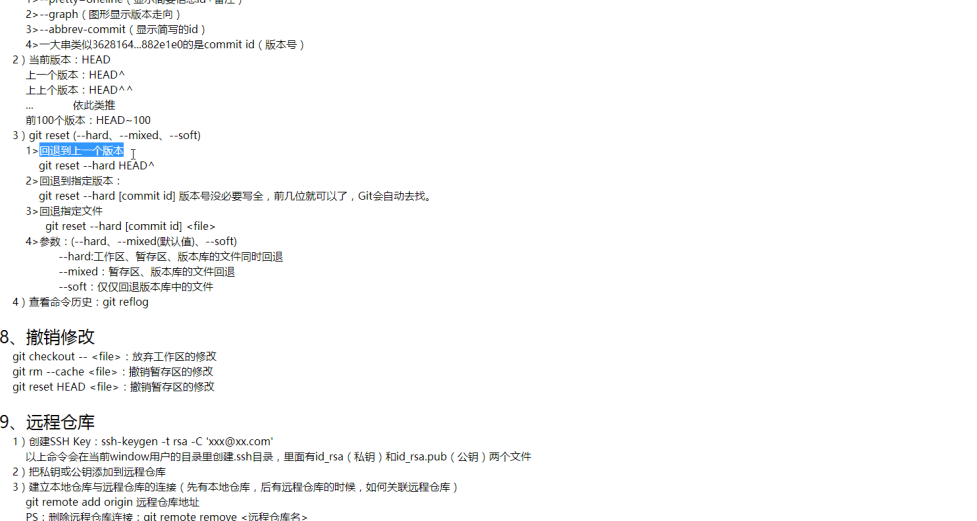 1>--pretty=oneline（显示简要信息id+备注）
2>--graph（图形显示版本走向）
3>--abbrev-commit（显示简写的id）
4>一大串类似3628164...882e1e0的是commit id（版本号）
2）当前版本：HEAD
上一个版本：HEAD^
上上个版本：HEAD^^
... 依此类推
前100个版本：HEAD~100
3）git reset (--hard、--mixed、--soft)
1>回退到上一个版本
git reset --hard HEAD^
2>回退到指定版本：
git reset --hard [commit id] 版本号没必要写全，前几位就可以了，Git会自动去找。
3>回退指定文件
git reset --hard [commit id] <file>
4>参数：(--hard、--mixed(默认值)、--soft)
--hard:工作区、暂存区、版本库的文件同时回退
--mixed：暂存区、版本库的文件回退
--soft：仅仅回退版本库中的文件
4）查看命令历史：git reflog
8、撤销修改
git checkout -- <file>：放弃工作区的修改
git rm --cache <file>：撤销暂存区的修改
git reset HEAD <file>：撤销暂存区的修改
9、远程仓库
1）创建SSH Key：ssh-keygen -t rsa -C 'xxx@xx.com'
以上命令会在当前window用户的目录里创建.ssh目录，里面有id_rsa（私钥）和id_rsa.pub（公钥）两个文件
2）把私钥或公钥添加到远程仓库
3）建立本地仓库与远程仓库的连接（先有本地仓库，后有远程仓库的时候，如何关联远程仓库）
git remote add origin 远程仓库地址
PS：删除远程仓库连接：git remote remove <远程仓库名>